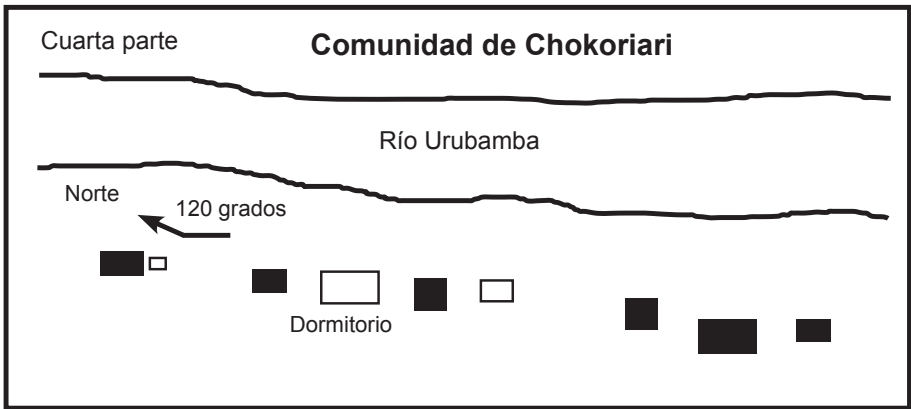 Cuarta parte
Comunidad de Chokoriari
Río Urubamba
Norte
120 grados
Dormitorio